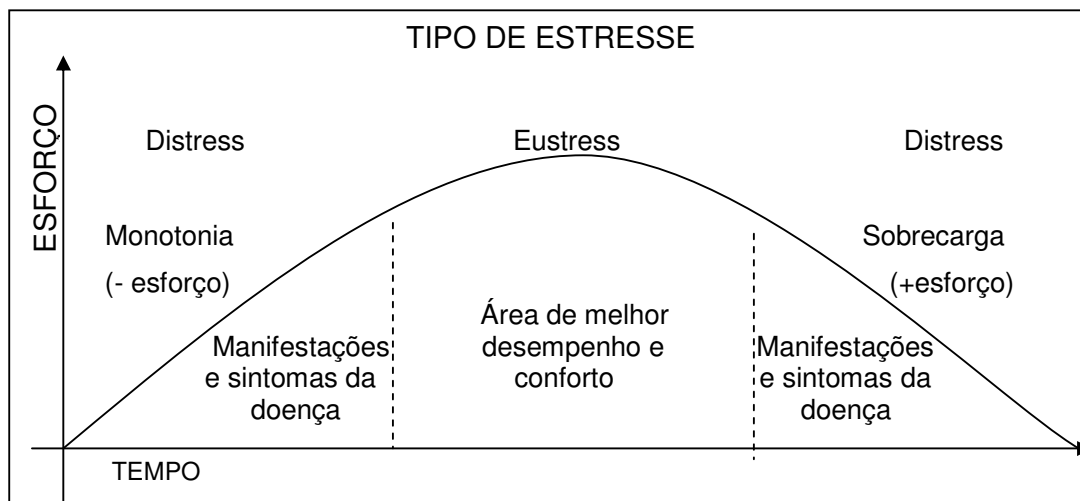 TIPO DE ESTRESSE
ESFORÇO
Distress
Eustress
Distress
Monotonia
(- esforço)
Sobrecarga
(+esforço)
Manifestações
e sintomas da
doença
Área de melhor
desempenho e
conforto
Manifestações
e sintomas da
doença
TEMPO